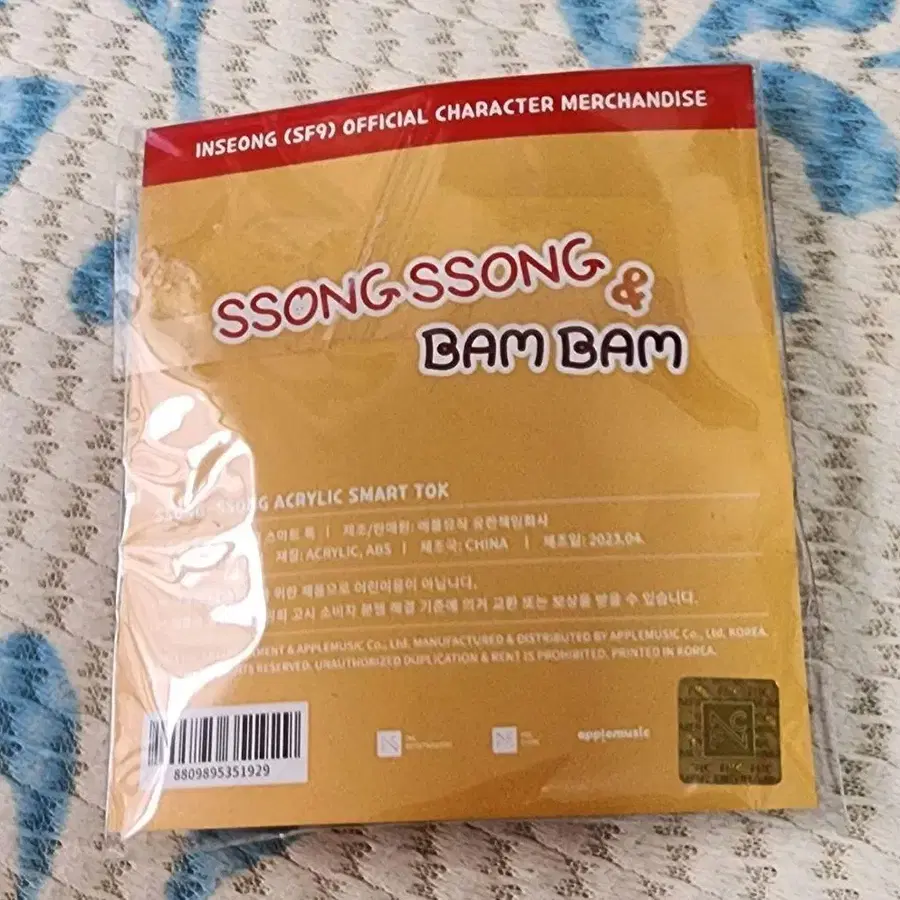 INSEONG (SF9) OFFICIAL CHARACTER MERCHANDISE
SSONG SSONG &
BAM BAM
SSONG SSONG ACRYLIC SMART TOK
스마트 톡 | 제조/판매원: 애플뮤직 유한책임회사
재질: ACRYLIC, ABS | 제조국: CHINA | 제조일: 2023.04.
위한 제품으로 어린이용이 아닙니다.
고시 소비자 분쟁 해결 기준에 의거 교환 또는 보상을 받을 수 있습니다.
& APPLEMUSIC Co., Ltd. MANUFACTURED & DISTRIBUTED BY APPLEMUSIC Co., Ltd. KOREA.
RESERVED. UNAUTHORIZED DUPLICATION & RENT IS PROHIBITED. PRINTED IN KOREA.
8809895351929
applemusic
FNC FNC FNC